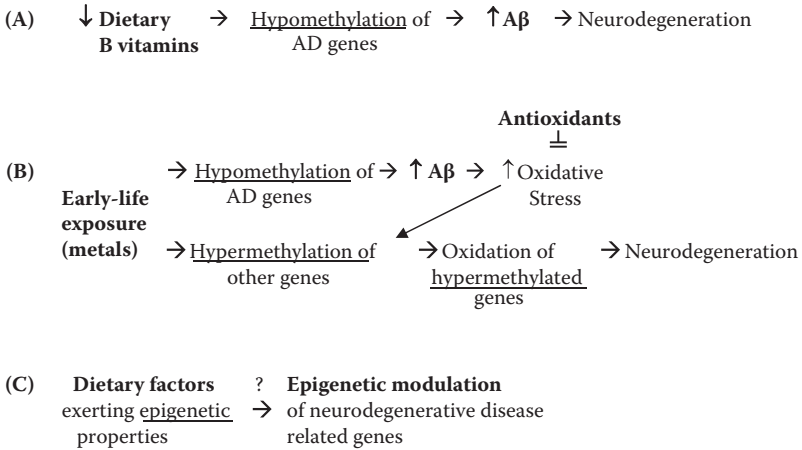 (A) ↓ Dietary → Hypomethylation of → ↑ Aβ → Neurodegeneration
B vitamins AD genes
Antioxidants
(B) → Hypomethylation of → ↑ Aβ → ↑ Oxidative
AD genes Stress
Early-life
exposure
(metals) → Hypermethylation of → Oxidation of → Neurodegeneration
other genes hypermethylated
genes
(C) Dietary factors ? Epigenetic modulation
exerting epigenetic → of neurodegenerative disease
properties related genes